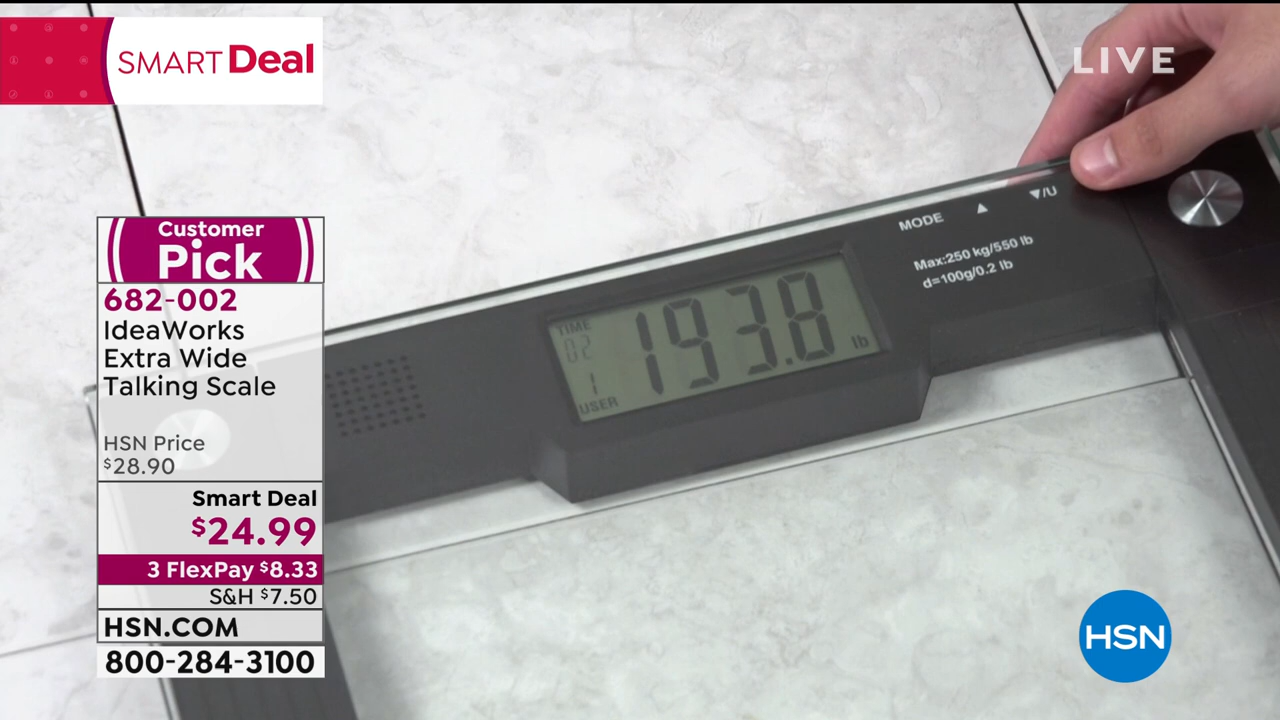 SMART Deal
LIVE
Customer
Pick
682-002
IdeaWorks
Extra Wide
Talking Scale
HSN Price
$28.90
Smart Deal
$24.99
3 FlexPay $8.33
S&H $7.50
HSN.COM
800-284-3100
MODE ▲ ▼/U
Max:250 kg/550 lb
d=100g/0.2 lb
TIME
02
193.8 lb
1
USER
HSN